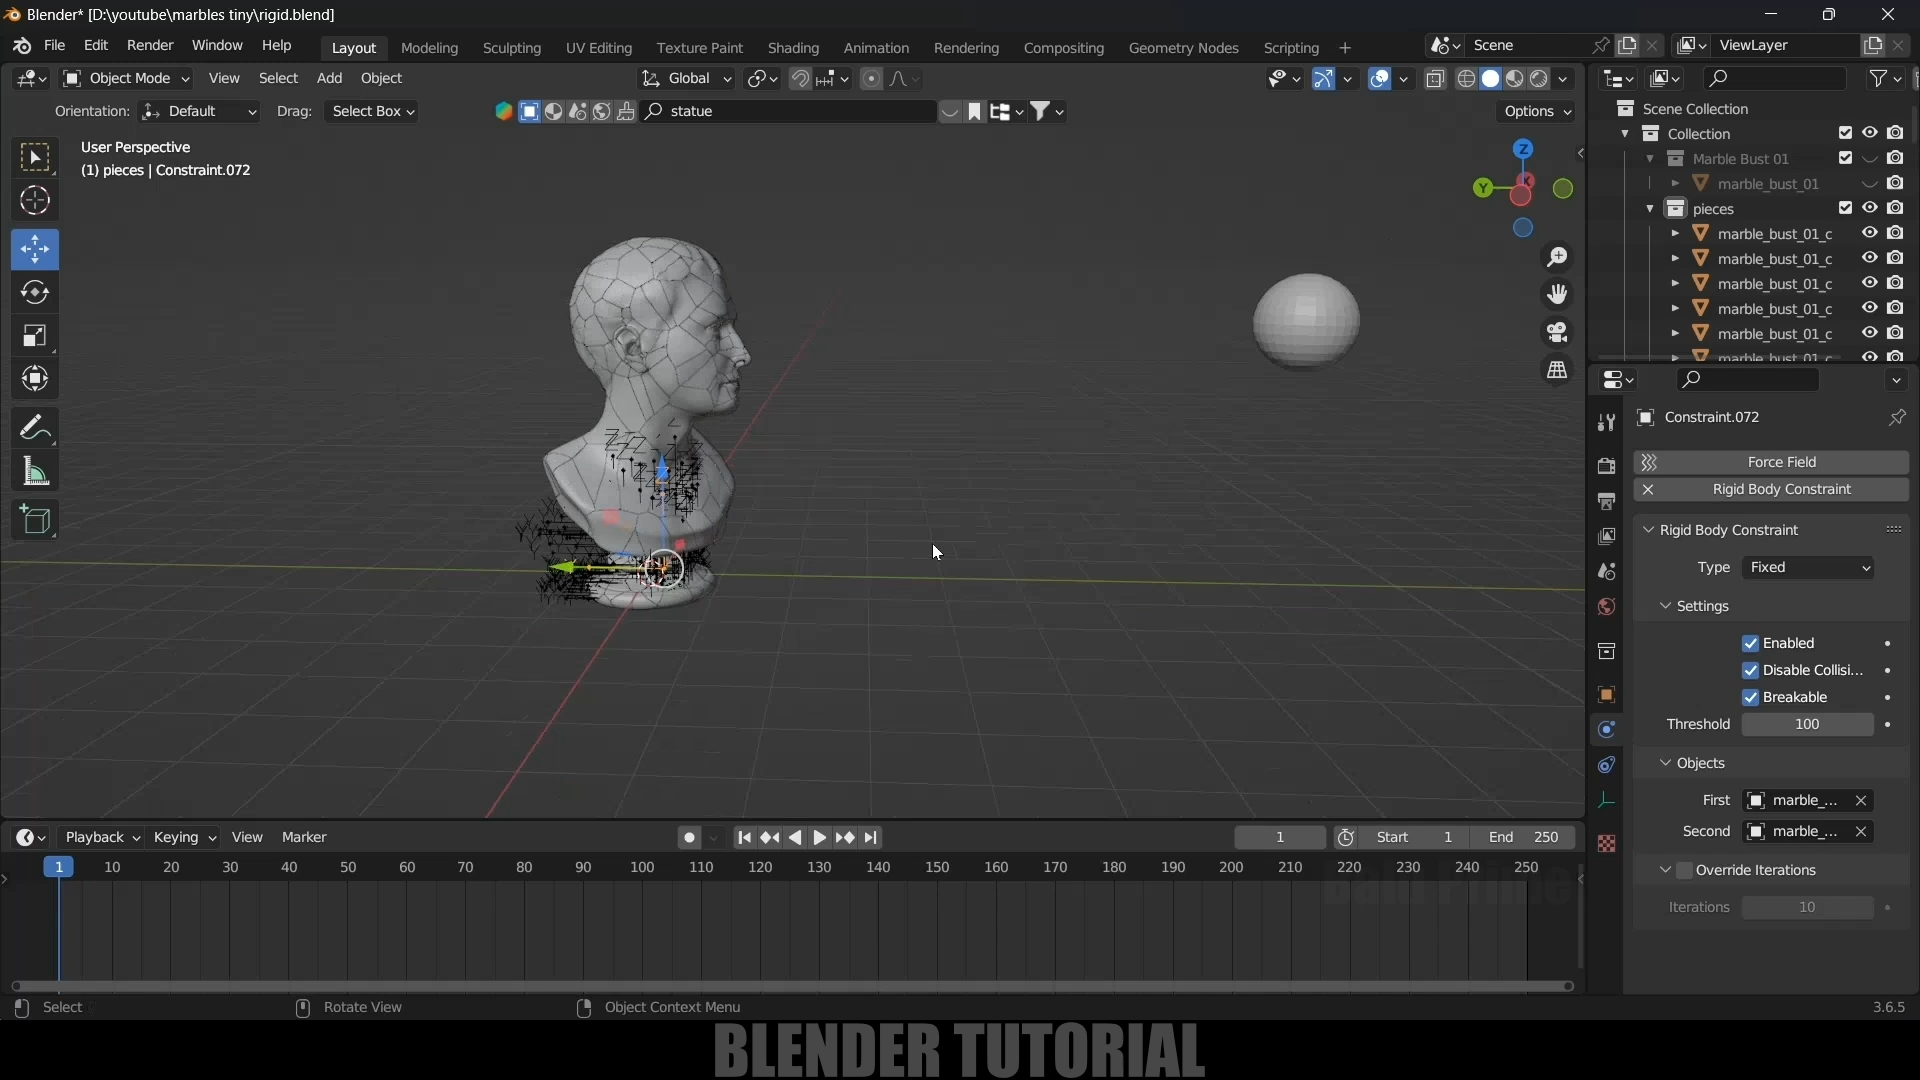 Blender* [D:\youtube\marbles tiny\rigid.blend]
File Edit Render Window Help Layout Modeling Sculpting UV Editing Texture Paint Shading Animation Rendering Compositing Geometry Nodes Scripting + Scene ViewLayer
Object Mode View Select Add Object Global
Orientation: Default Drag: Select Box statue Options
User Perspective
(1) pieces | Constraint.072
Z
Y
X
Scene Collection
Collection
Marble Bust 01
marble_bust_01
pieces
marble_bust_01_c
marble_bust_01_c
marble_bust_01_c
marble_bust_01_c
marble_bust_01_c
marble_bust_01_c
Constraint.072
Force Field
Rigid Body Constraint
Rigid Body Constraint
Type Fixed
Settings
Enabled
Disable Collisi...
Breakable
Threshold 100
Objects
First marble_...
Second marble_...
Override Iterations
Iterations 10
Playback Keying View Marker 1 Start 1 End 250
1 10 20 30 40 50 60 70 80 90 100 110 120 130 140 150 160 170 180 190 200 210 220 230 240 250
Select Rotate View Object Context Menu 3.6.5
BLENDER TUTORIAL